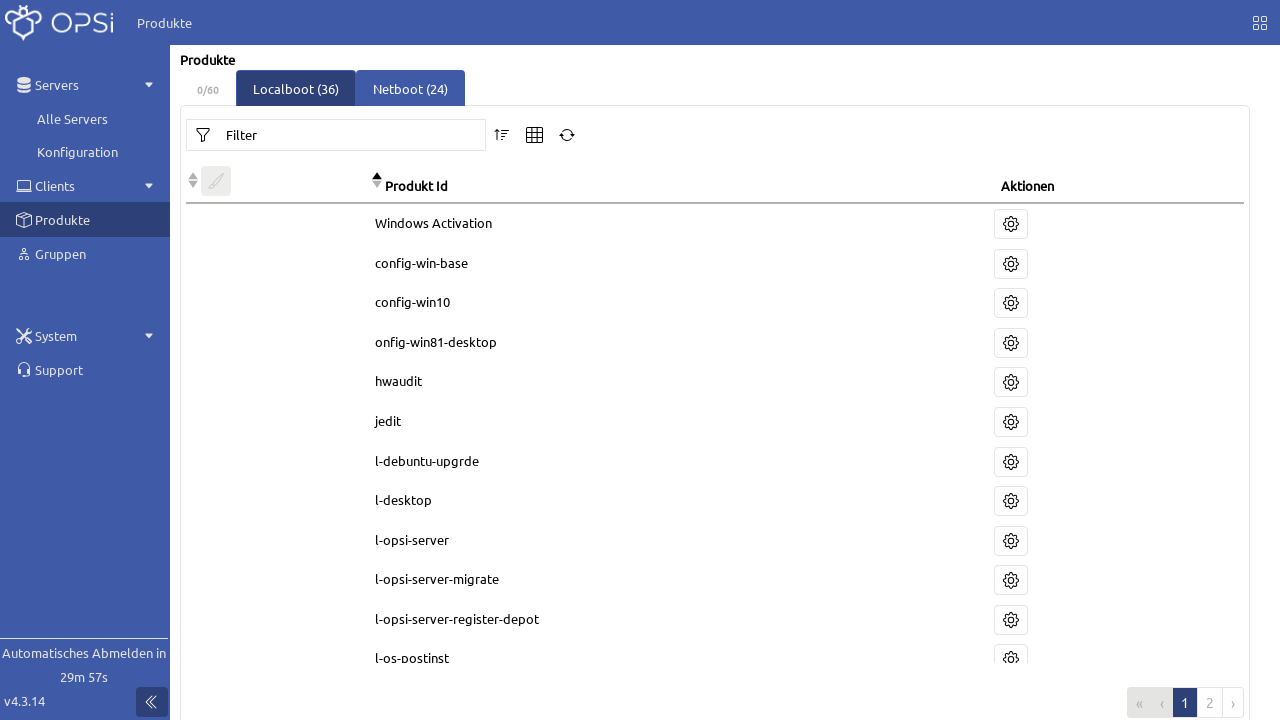 OPSi
Produkte
Servers
Alle Servers
Konfiguration
Clients
Produkte
Gruppen
System
Support
Automatisches Abmelden in
29m 57s
v4.3.14
Produkte
0/60
Localboot (36)
Netboot (24)
Filter
Produkt Id
Aktionen
Windows Activation
config-win-base
config-win10
onfig-win81-desktop
hwaudit
jedit
l-debuntu-upgrde
l-desktop
l-opsi-server
l-opsi-server-migrate
l-opsi-server-register-depot
l-os-postinst
« ‹ 1 2 ›